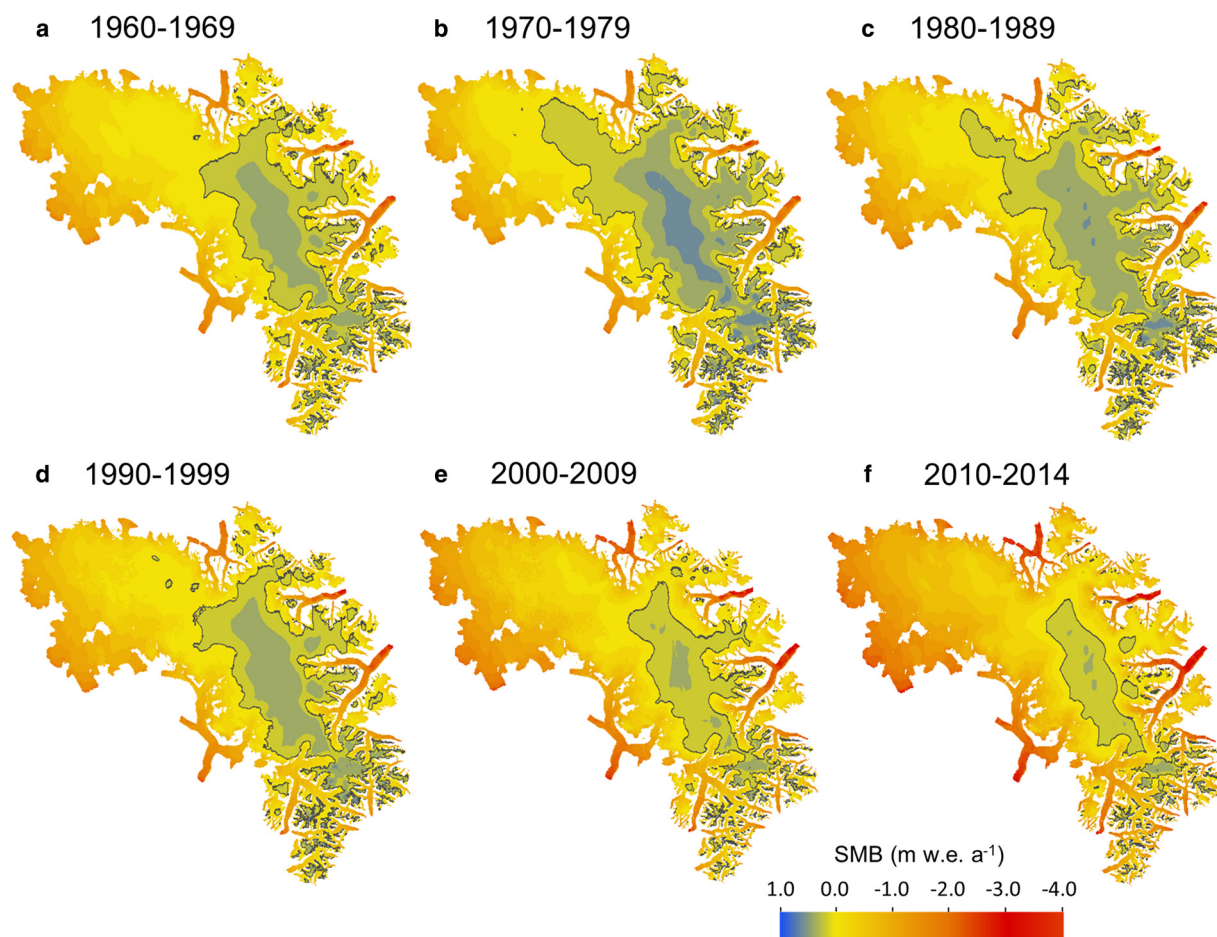 a 1960-1969
b 1970-1979
c 1980-1989
d 1990-1999
e 2000-2009
f 2010-2014
SMB (m w.e. a⁻¹)
1.0 0.0 -1.0 -2.0 -3.0 -4.0